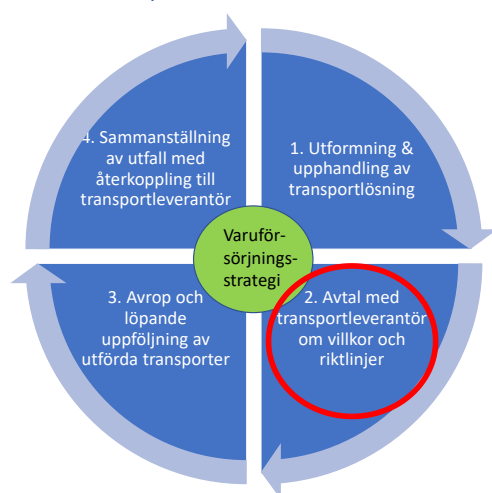 4. Sammanställning
av utfall med
återkoppling till
transportleverantör
1. Utformning &
upphandling av
transportlösning
Varuför-
sörjnings-
strategi
3. Avrop och
löpande
uppföljning av
utförda transporter
2. Avtal med
transportleverantör
om villkor och
riktlinjer